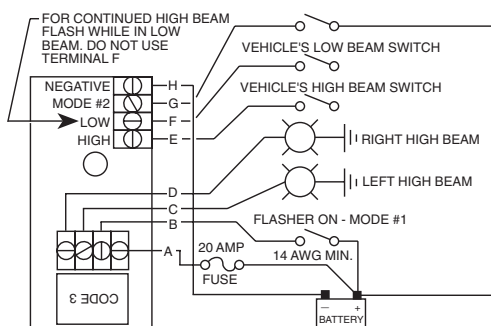 FOR CONTINUED HIGH BEAM
FLASH WHILE IN LOW
BEAM. DO NOT USE
TERMINAL F
VEHICLE'S LOW BEAM SWITCH
VEHICLE'S HIGH BEAM SWITCH
NEGATIVE H
MODE #2 G
LOW F
HIGH E
RIGHT HIGH BEAM
LEFT HIGH BEAM
D
C
B
A
FLASHER ON - MODE #1
20 AMP
FUSE
14 AWG MIN.
CODE 3
– +
BATTERY